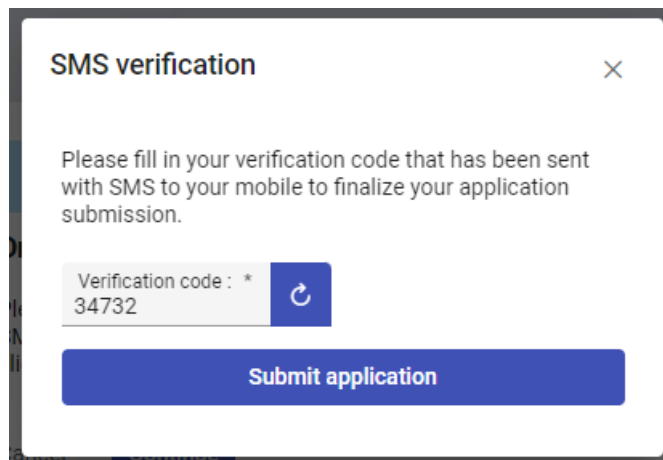 SMS verification
Please fill in your verification code that has been sent
with SMS to your mobile to finalize your application
submission.
Verification code : *
34732
Submit application